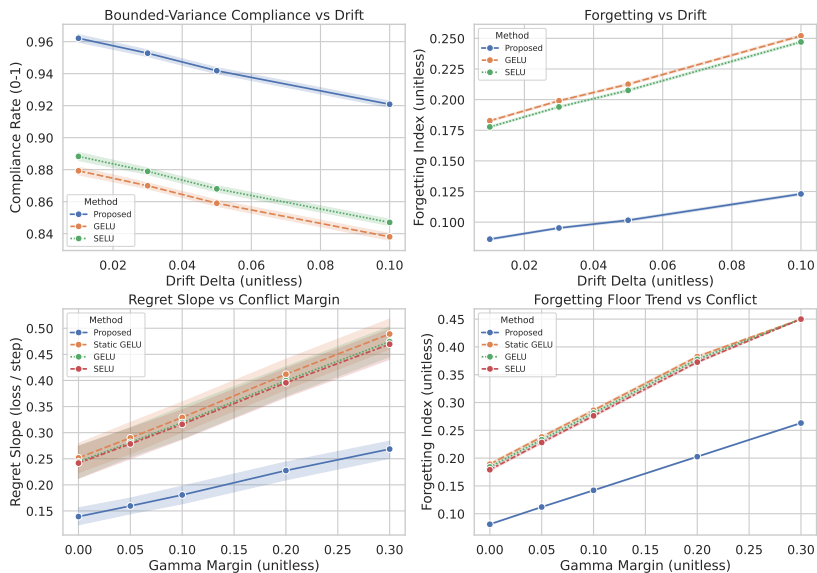 Bounded-Variance Compliance vs Drift
Compliance Rate (0-1)
0.96
0.94
0.92
0.90
0.88
0.86
0.84
Method
Proposed
GELU
SELU
0.02
0.04
0.06
0.08
0.10
Drift Delta (unitless)
Forgetting vs Drift
Forgetting Index (unitless)
0.250
0.225
0.200
0.175
0.150
0.125
0.100
Method
Proposed
GELU
SELU
0.02
0.04
0.06
0.08
0.10
Drift Delta (unitless)
Regret Slope vs Conflict Margin
Regret Slope (loss / step)
0.50
0.45
0.40
0.35
0.30
0.25
0.20
0.15
Method
Proposed
Static GELU
GELU
SELU
0.00
0.05
0.10
0.15
0.20
0.25
0.30
Gamma Margin (unitless)
Forgetting Floor Trend vs Conflict
Forgetting Index (unitless)
0.45
0.40
0.35
0.30
0.25
0.20
0.15
0.10
Method
Proposed
Static GELU
GELU
SELU
0.00
0.05
0.10
0.15
0.20
0.25
0.30
Gamma Margin (unitless)